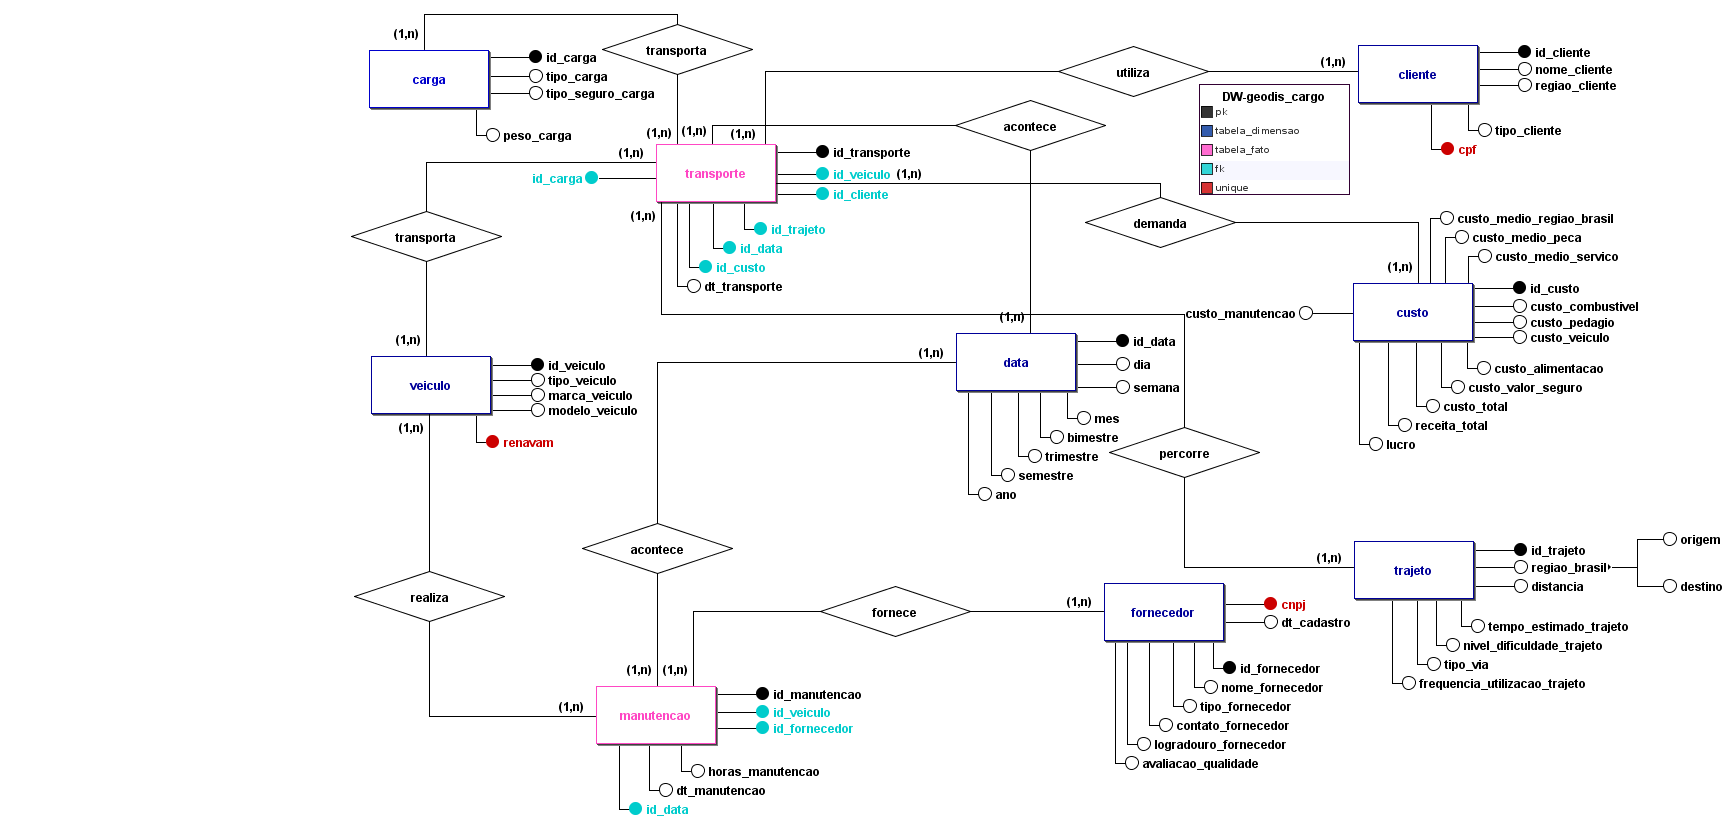 (1,n)
carga
id_carga
tipo_carga
tipo_seguro_carga
peso_carga
transporta
(1,n)
(1,n)
(1,n)
utiliza
(1,n)
acontece
cliente
id_cliente
nome_cliente
regiao_cliente
tipo_cliente
cpf
DW-geodis_cargo
pk
tabela_dimensao
tabela_fato
fk
unique
(1,n)
transporte
id_carga
id_transporte
id_veiculo
(1,n)
id_cliente
id_trajeto
id_data
id_custo
dt_transporte
(1,n)
transporta
(1,n)
demanda
(1,n)
custo_medio_regiao_brasil
custo_medio_peca
custo_medio_servico
custo
custo_manutencao
id_custo
custo_combustivel
custo_pedagio
custo_veiculo
custo_alimentacao
custo_valor_seguro
custo_total
receita_total
lucro
(1,n)
(1,n)
data
id_data
dia
semana
mes
bimestre
trimestre
semestre
ano
veiculo
id_veiculo
tipo_veiculo
marca_veiculo
modelo_veiculo
renavam
(1,n)
percorre
acontece
realiza
(1,n)
trajeto
id_trajeto
regiao_brasil
origem
destino
distancia
tempo_estimado_trajeto
nivel_dificuldade_trajeto
tipo_via
frequencia_utilizacao_trajeto
fornece
(1,n)
fornecedor
cnpj
dt_cadastro
id_fornecedor
nome_fornecedor
tipo_fornecedor
contato_fornecedor
logradouro_fornecedor
avaliacao_qualidade
(1,n)
(1,n)
(1,n)
manutencao
id_manutencao
id_veiculo
id_fornecedor
horas_manutencao
dt_manutencao
id_data